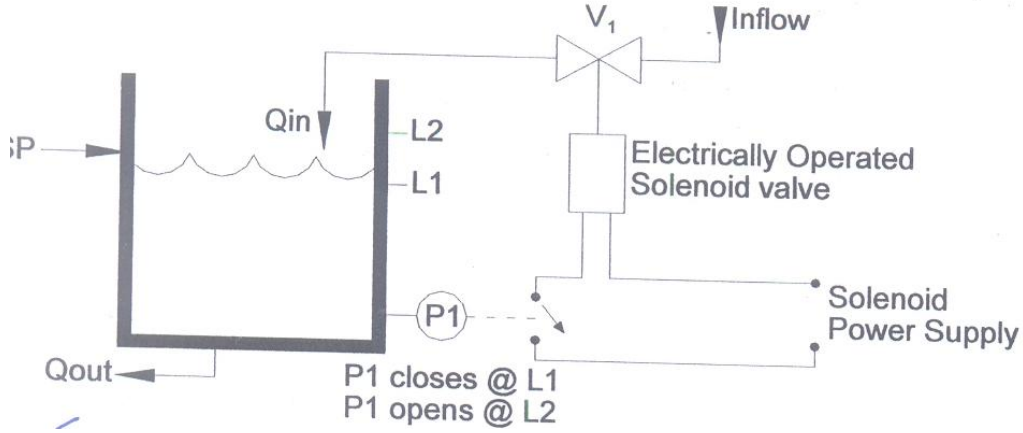 V1
Inflow
Qin
L2
SP
L1
Electrically Operated
Solenoid valve
P1
Solenoid
Power Supply
Qout
P1 closes @ L1
P1 opens @ L2